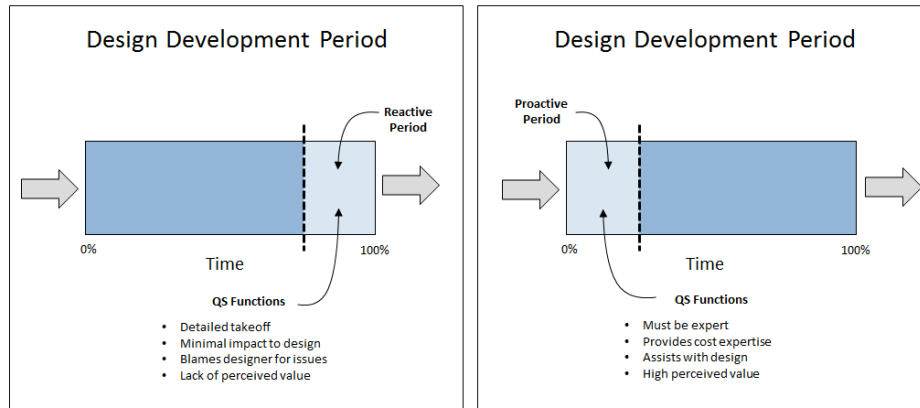 Design Development Period
Reactive
Period
0%
100%
Time
QS Functions
• Detailed takeoff
• Minimal impact to design
• Blames designer for issues
• Lack of perceived value
Design Development Period
Proactive
Period
0%
100%
Time
QS Functions
• Must be expert
• Provides cost expertise
• Assists with design
• High perceived value